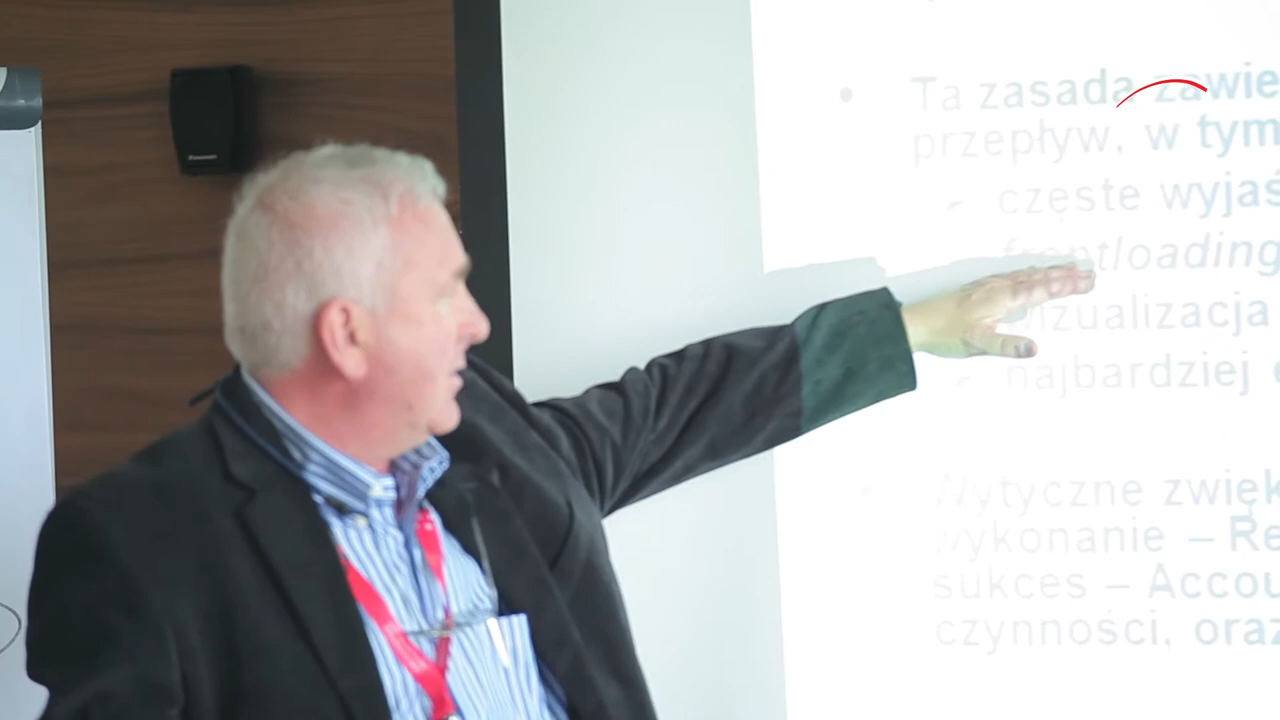 Ta zasada zawie
przepływ, w tym
częste wyjaś
frontloading
wizualizacja
najbardziej
Wytyczne zwięk
wykonanie – Re
sukces – Accou
czynności, oraz